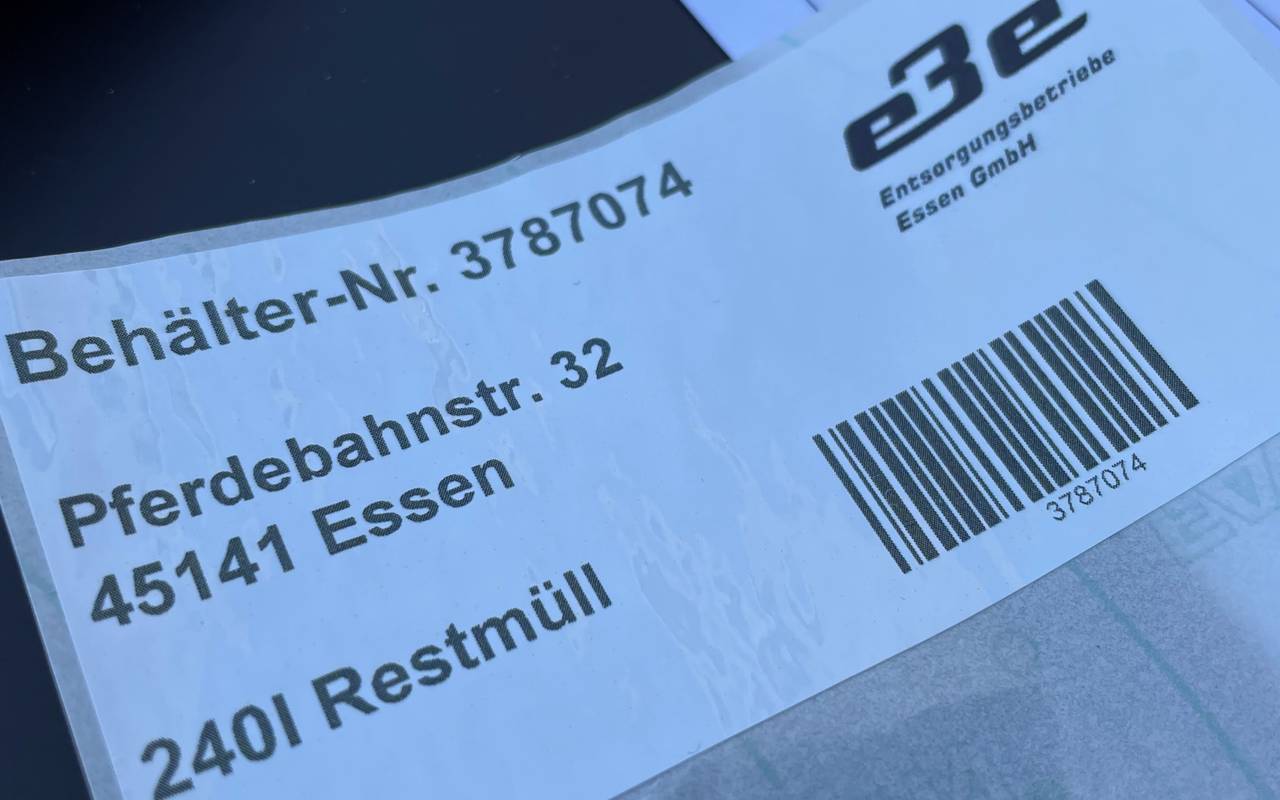 e3e
Entsorgungsbetriebe
Essen GmbH
Behälter-Nr. 3787074
Pferdebahnstr. 32
45141 Essen
240l Restmüll
3787074